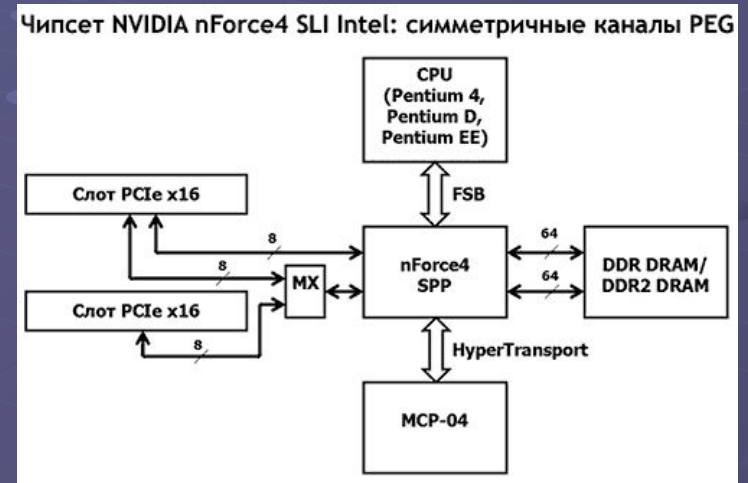 Чипсет NVIDIA nForce4 SLI Intel: симметричные каналы PEG
CPU
(Pentium 4,
Pentium D,
Pentium EE)
FSB
Слот PCIe x16
8
8
MX
Слот PCIe x16
8
nForce4
SPP
64
64
DDR DRAM/
DDR2 DRAM
HyperTransport
MCP-04